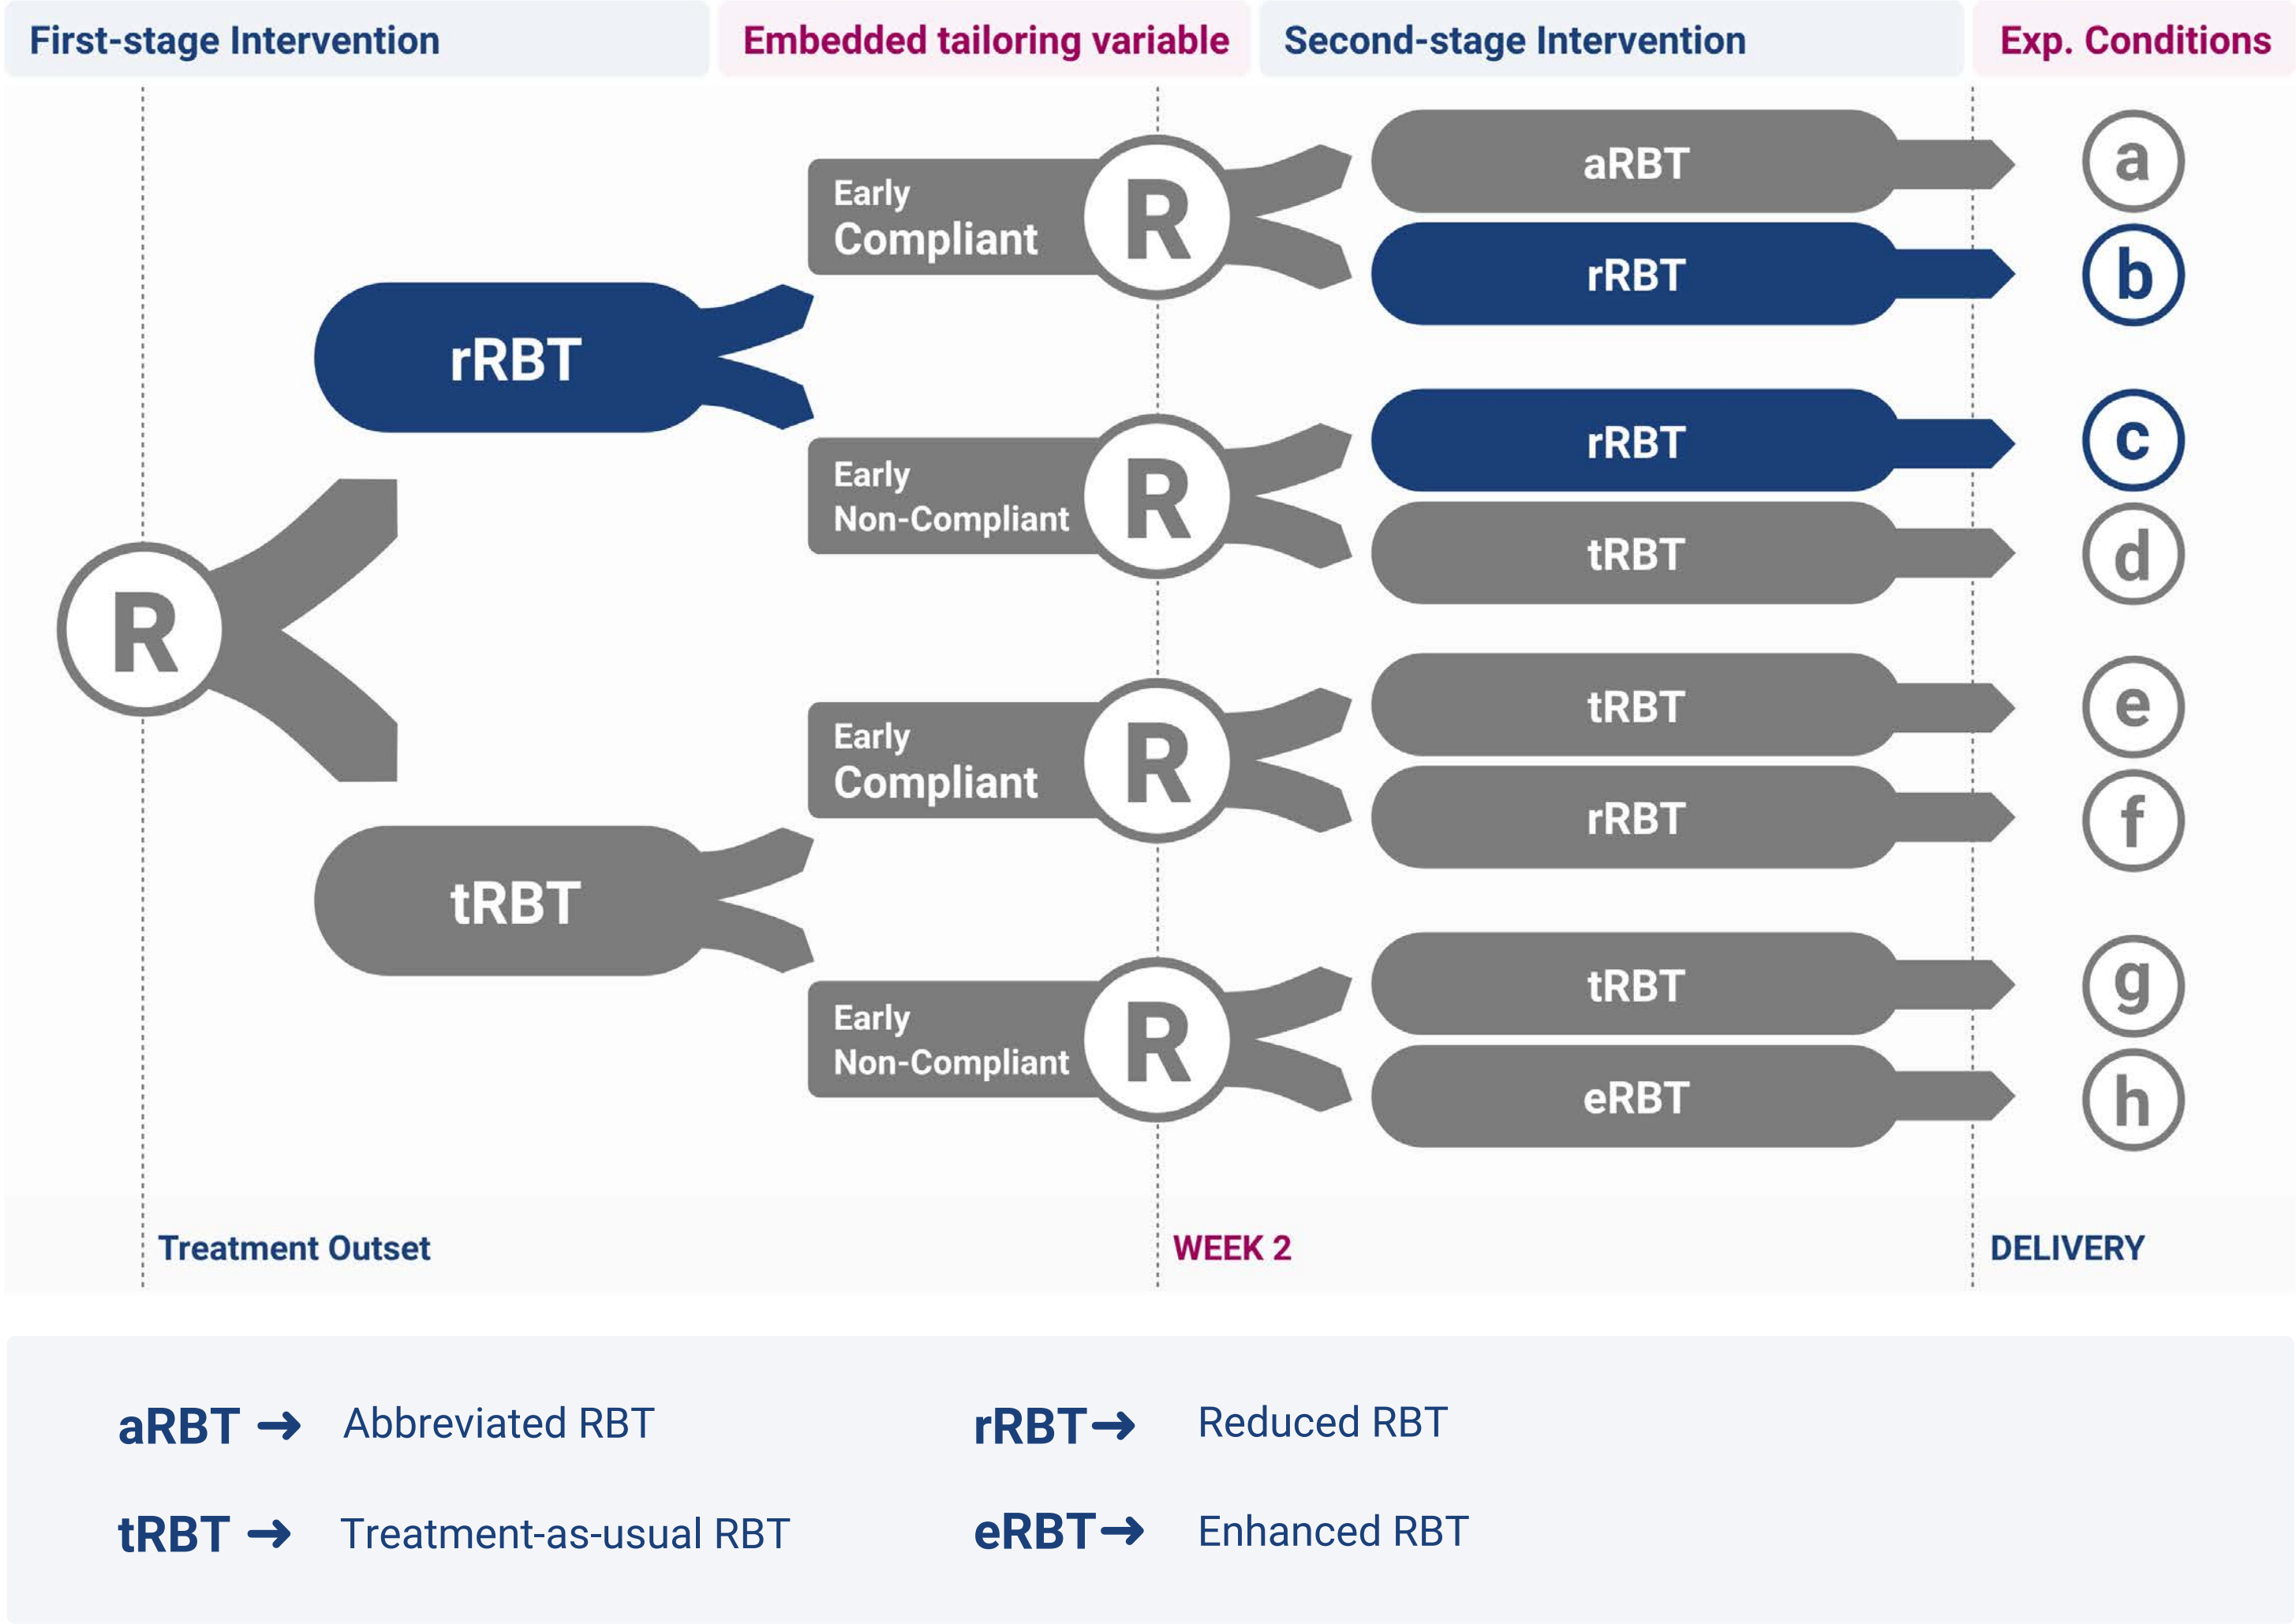 First-stage Intervention
Embedded tailoring variable
Second-stage Intervention
Exp. Conditions
R
rRBT
tRBT
Early
Compliant
R
aRBT
a
rRBT
b
Early
Non-Compliant
R
rRBT
c
tRBT
d
Early
Compliant
R
tRBT
e
rRBT
f
Early
Non-Compliant
R
tRBT
g
eRBT
h
Treatment Outset
WEEK 2
DELIVERY
aRBT → Abbreviated RBT
rRBT → Reduced RBT
tRBT → Treatment-as-usual RBT
eRBT → Enhanced RBT